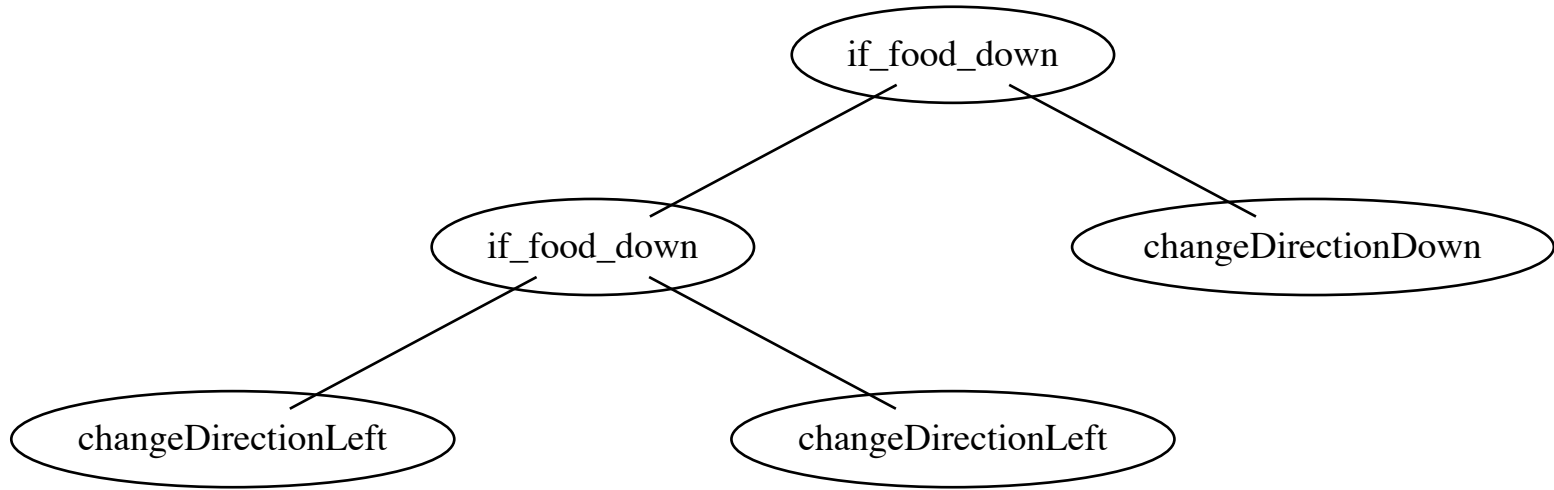 if_food_down
if_food_down
changeDirectionDown
changeDirectionLeft
changeDirectionLeft